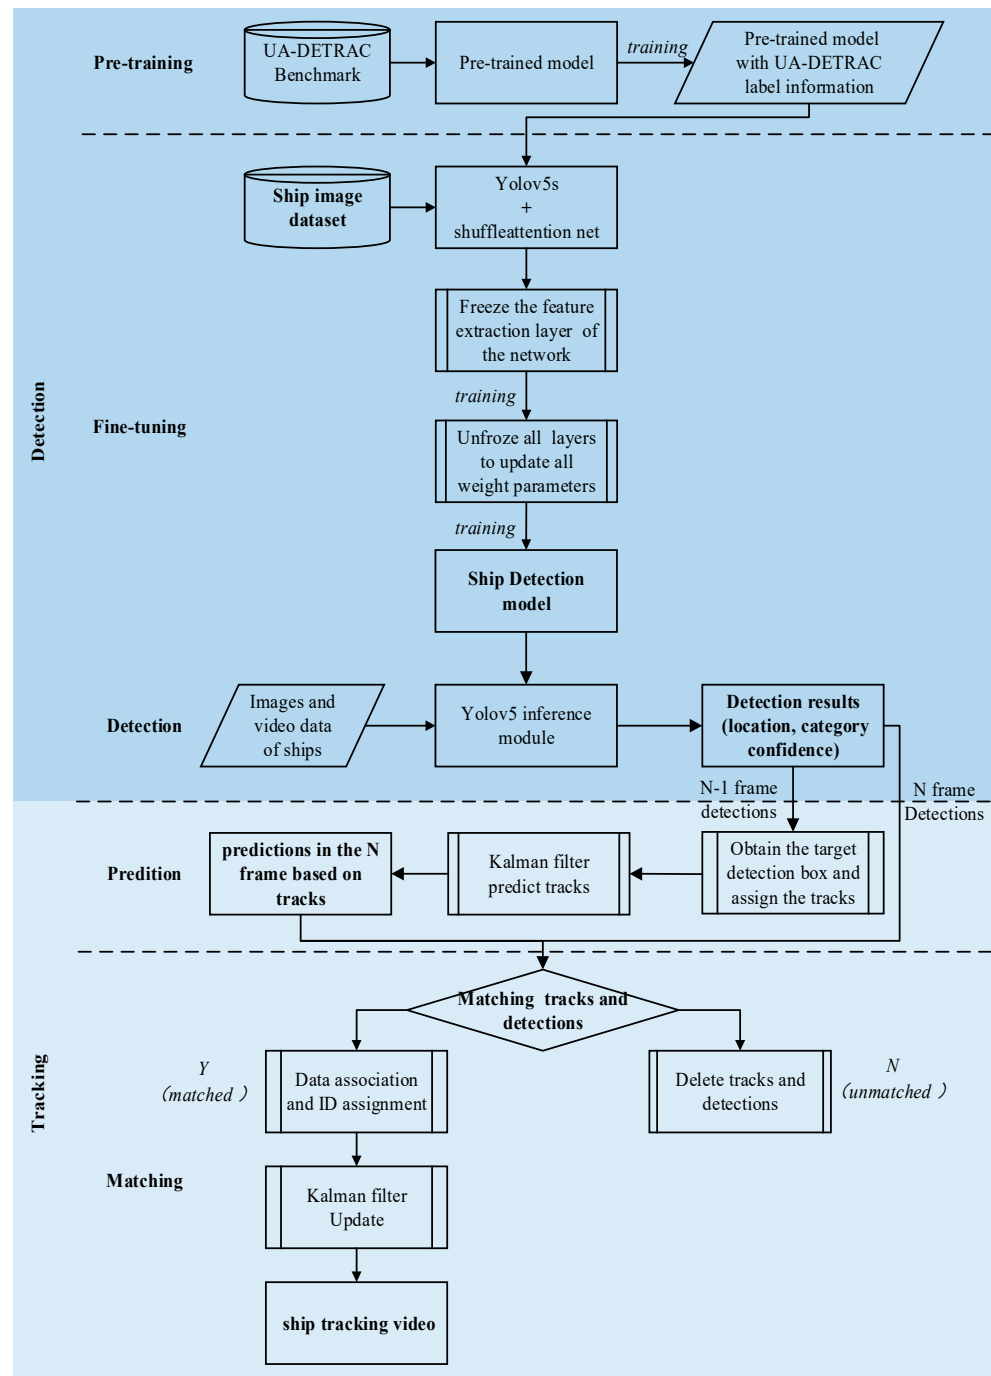 Pre-training
UA-DETRAC
Benchmark
Pre-trained model
training
Pre-trained model
with UA-DETRAC
label information
Ship image
dataset
Yolov5s
+
shuffleattention net
Freeze the feature
extraction layer of
the network
training
Detection
Fine-tuning
Unfroze all layers
to update all
weight parameters
training
Ship Detection
model
Detection
Images and
video data
of ships
Yolov5 inference
module
Detection results
(location, category
confidence)
N-1 frame
detections
N frame
Detections
Predition
predictions in the N
frame based on
tracks
Kalman filter
predict tracks
Obtain the target
detection box and
assign the tracks
Matching tracks and
detections
Tracking
Y
（matched ）
Data association
and ID assignment
Delete tracks and
detections
N
（unmatched ）
Matching
Kalman filter
Update
ship tracking video